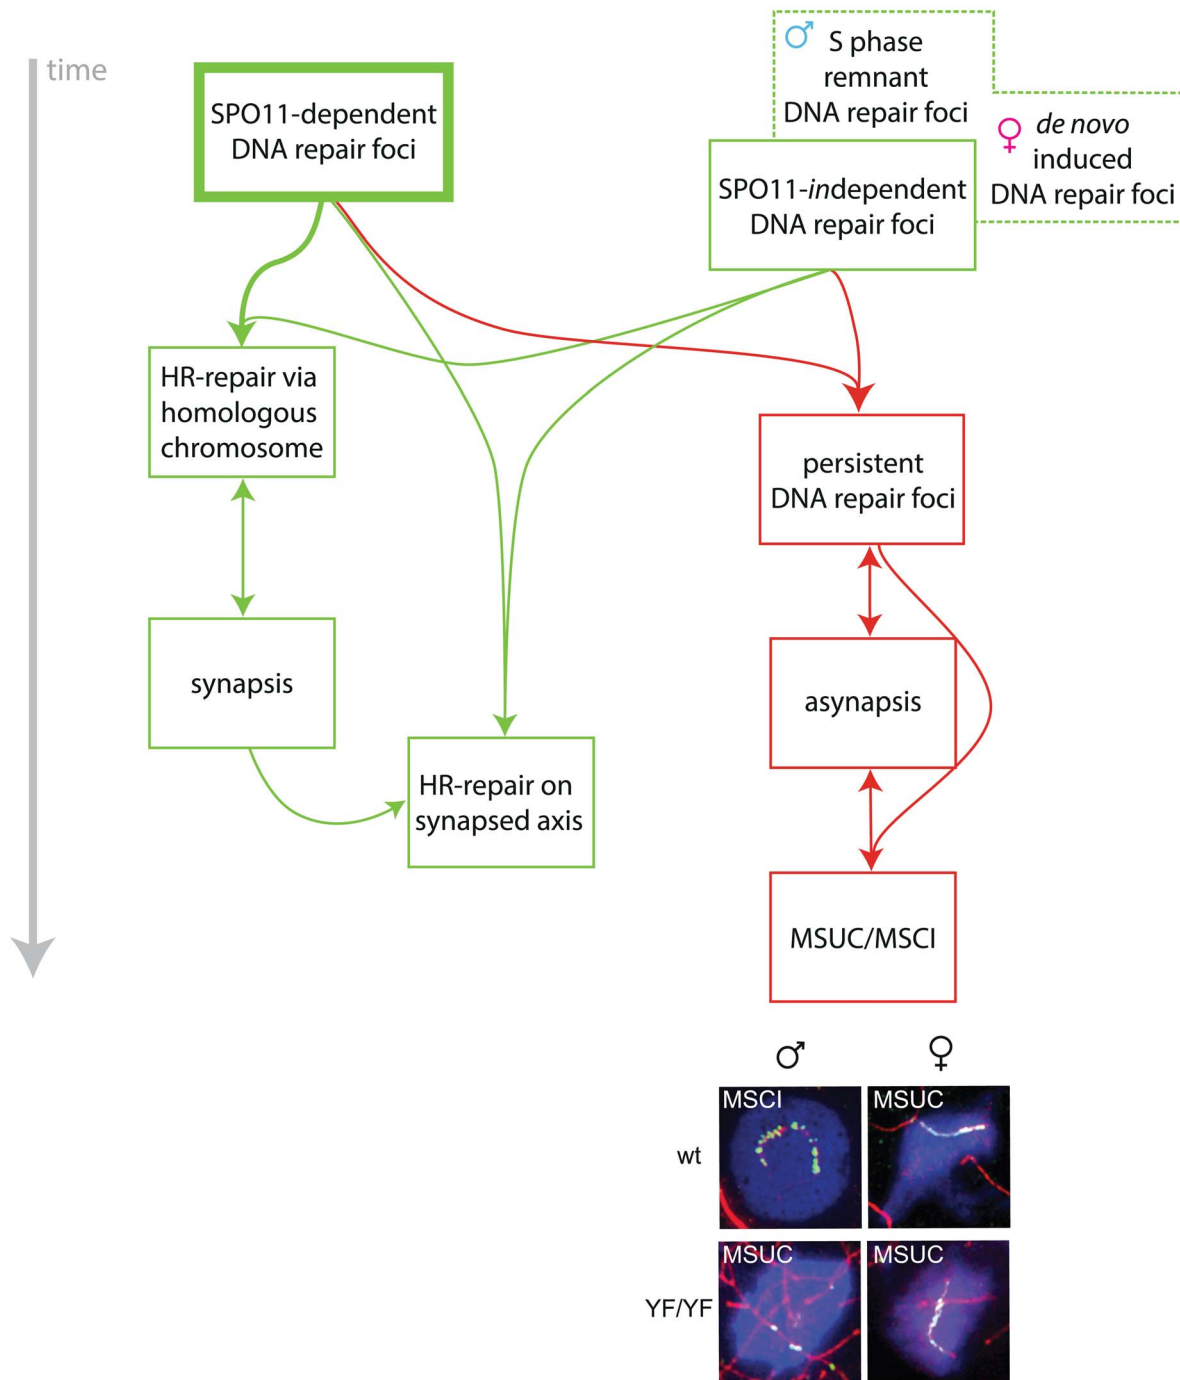 time
SPO11-dependent
DNA repair foci
♂ S phase
remnant
DNA repair foci
♀ de novo
induced
DNA repair foci
SPO11-independent
DNA repair foci
HR-repair via
homologous
chromosome
persistent
DNA repair foci
synapsis
asynapsis
HR-repair on
synapsed axis
MSUC/MSCI
♂ ♀
wt
MSCI
MSUC
YF/YF
MSUC
MSUC